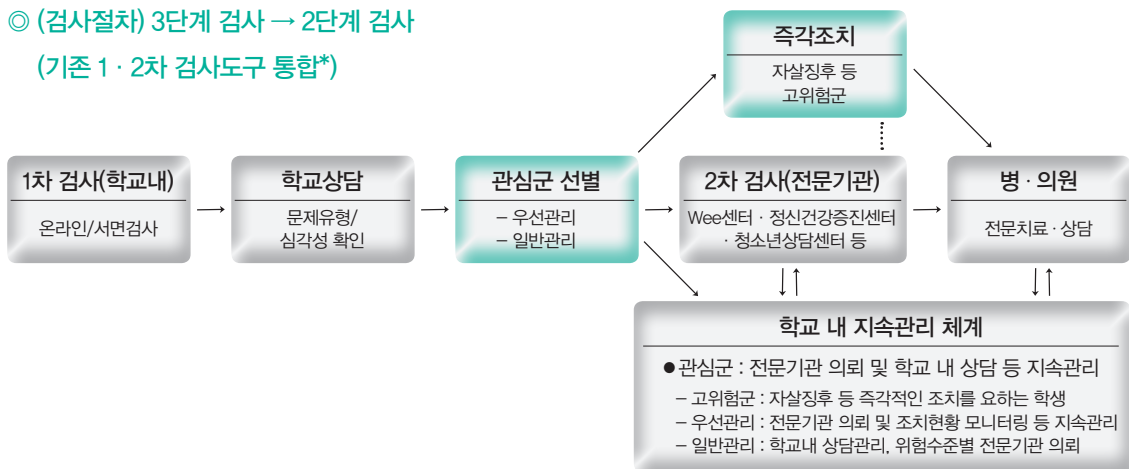 ◎ (검사절차) 3단계 검사 → 2단계 검사
(기존 1 · 2차 검사도구 통합*)
즉각조치
자살징후 등
고위험군
1차 검사(학교내)
온라인/서면검사
학교상담
문제유형/
심각성 확인
관심군 선별
– 우선관리
– 일반관리
2차 검사(전문기관)
Wee센터 · 정신건강증진센터
· 청소년상담센터 등
병 · 의원
전문치료 · 상담
학교 내 지속관리 체계
● 관심군 : 전문기관 의뢰 및 학교 내 상담 등 지속관리
– 고위험군 : 자살징후 등 즉각적인 조치를 요하는 학생
– 우선관리 : 전문기관 의뢰 및 조치현황 모니터링 등 지속관리
– 일반관리 : 학교내 상담관리, 위험수준별 전문기관 의뢰